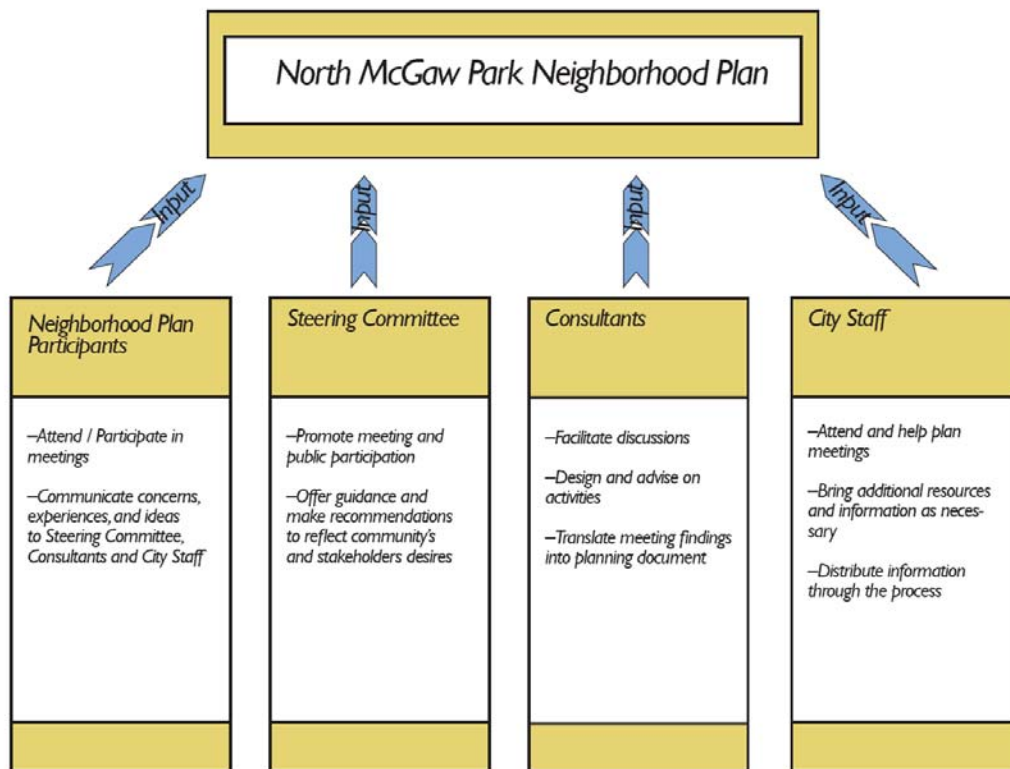 North McGaw Park Neighborhood Plan
Input
Input
Input
Input
Neighborhood Plan
Participants
–Attend / Participate in
meetings
–Communicate concerns,
experiences, and ideas
to Steering Committee,
Consultants and City Staff
Steering Committee
–Promote meeting and
public participation
–Offer guidance and
make recommendations
to reflect community's
and stakeholders desires
Consultants
–Facilitate discussions
–Design and advise on
activities
–Translate meeting findings
into planning document
City Staff
–Attend and help plan
meetings
–Bring additional resources
and information as neces-
sary
–Distribute information
through the process